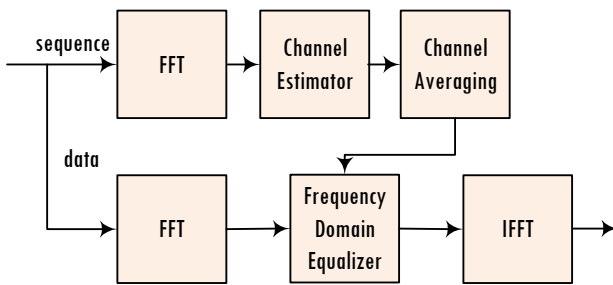 sequence
FFT
Channel
Estimator
Channel
Averaging
data
FFT
Frequency
Domain
Equalizer
IFFT